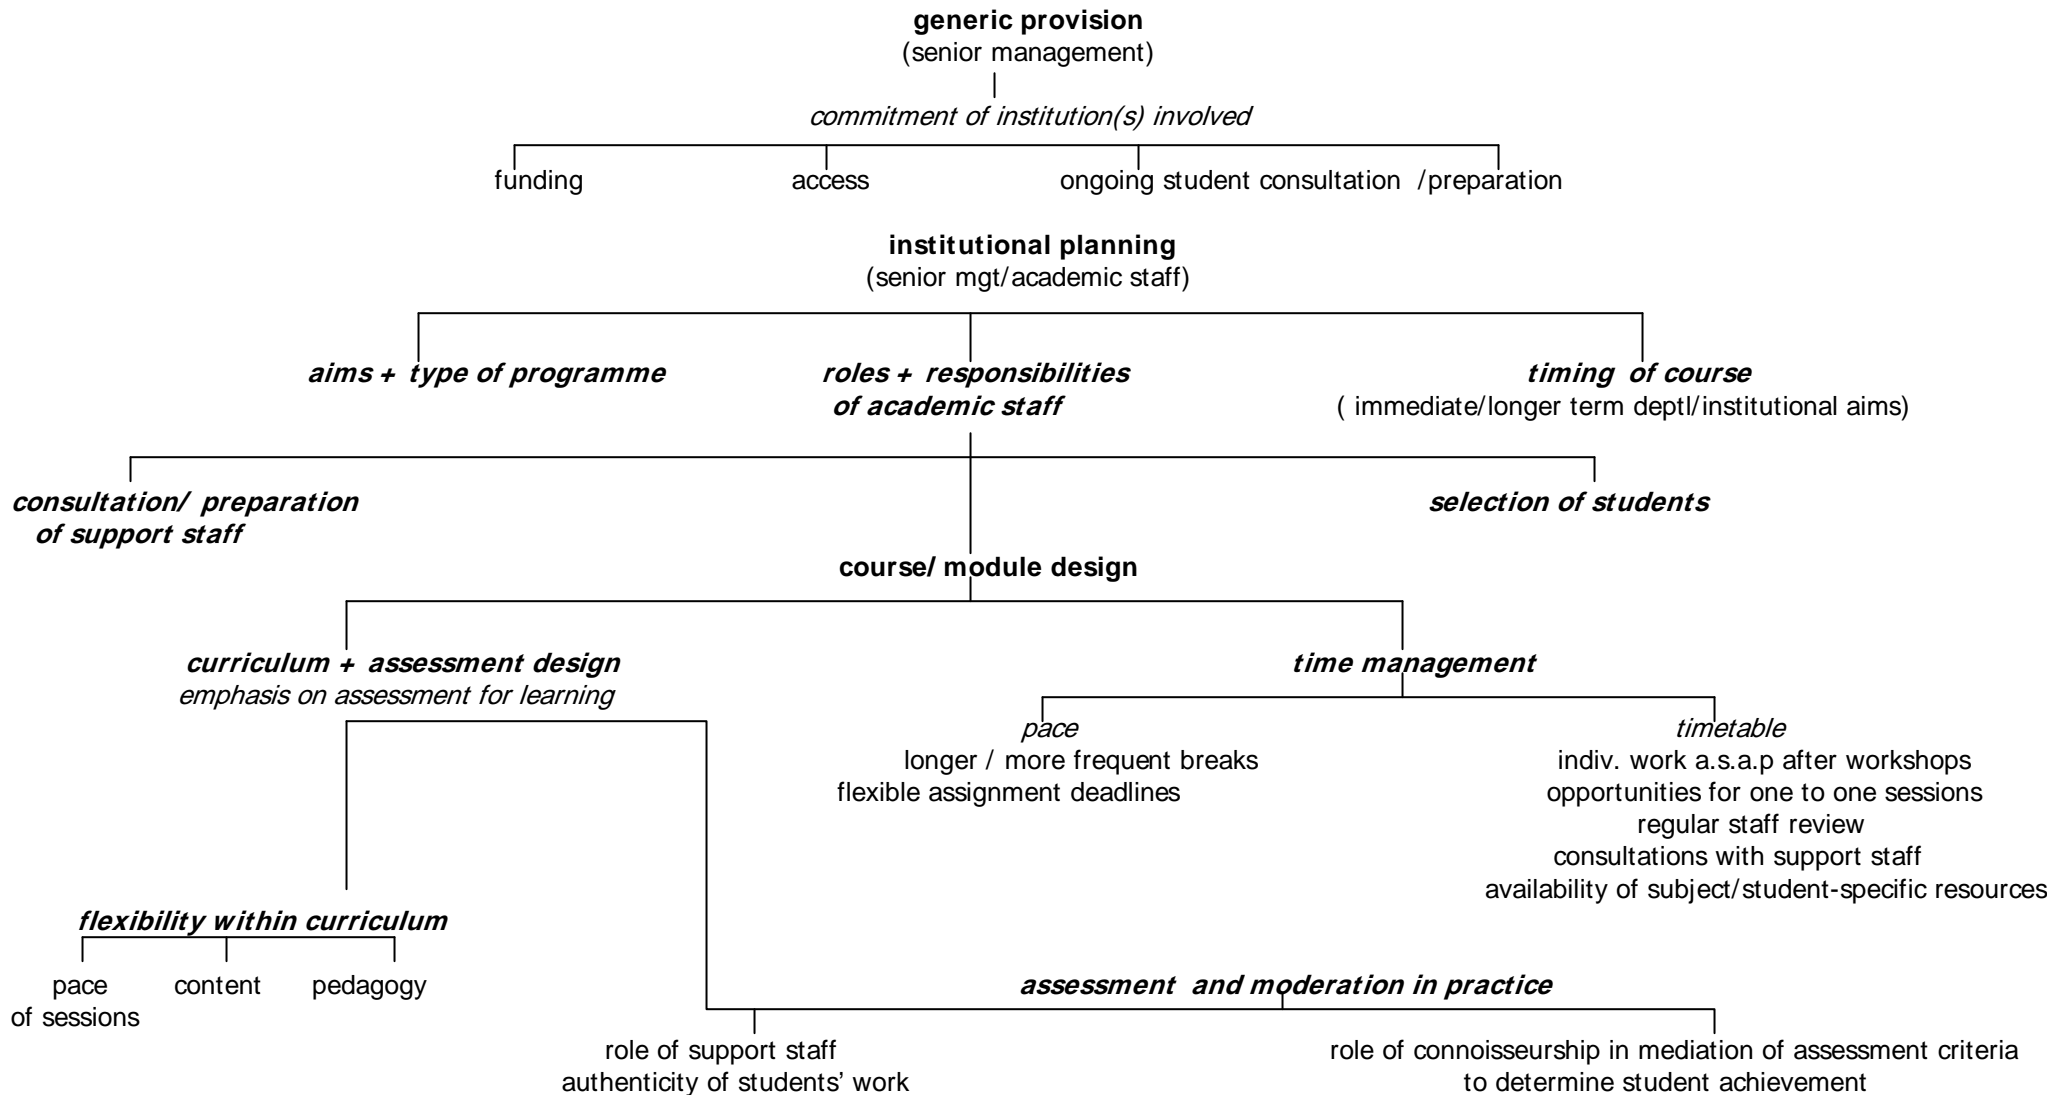 generic provision
(senior management)
commitment of institution(s) involved
funding access ongoing student consultation /preparation
institutional planning
(senior mgt/academic staff)
aims + type of programme
roles + responsibilities
of academic staff
timing of course
( immediate/longer term deptl/institutional aims)
consultation/ preparation
of support staff
selection of students
course/ module design
curriculum + assessment design
emphasis on assessment for learning
time management
pace
longer / more frequent breaks
flexible assignment deadlines
timetable
indiv. work a.s.a.p after workshops
opportunities for one to one sessions
regular staff review
consultations with support staff
availability of subject/student-specific resources
flexibility within curriculum
pace
of sessions
content
pedagogy
assessment and moderation in practice
role of support staff
authenticity of students’ work
role of connoisseurship in mediation of assessment criteria
to determine student achievement